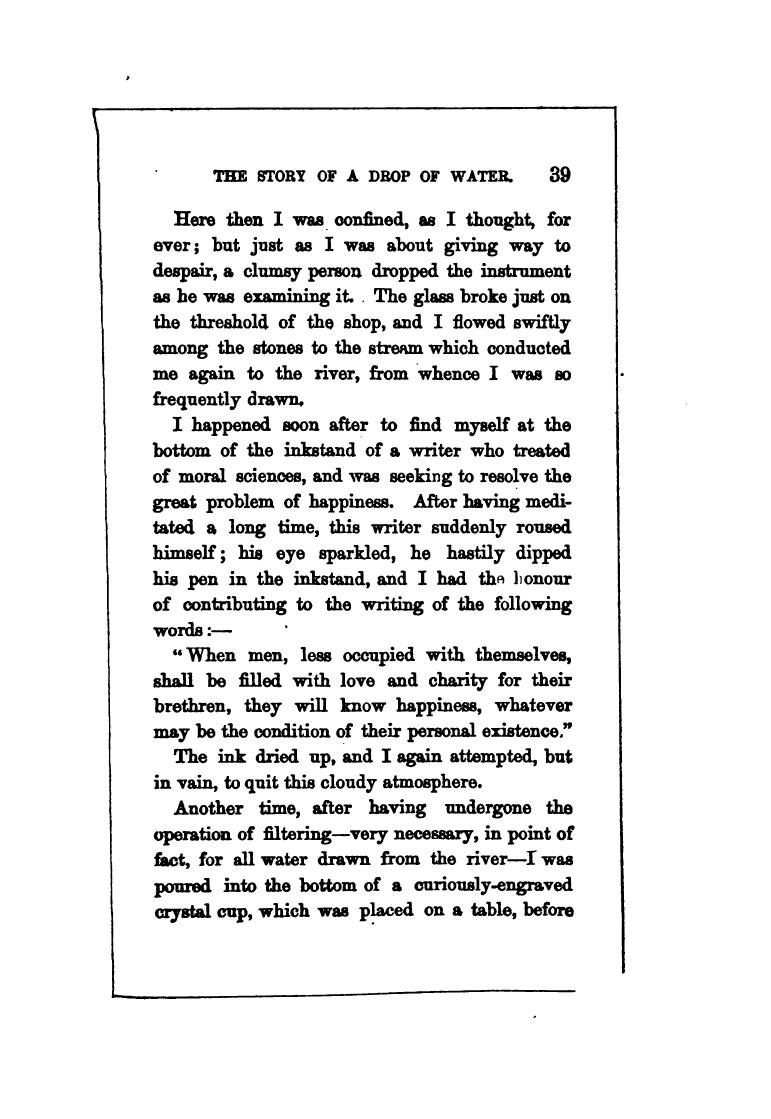 THE STORY OF A DROP OF WATER. 39
Here then I was confined, as I thought, for
ever; but just as I was about giving way to
despair, a clumsy person dropped the instrument
as he was examining it. The glass broke just on
the threshold of the shop, and I flowed swiftly
among the stones to the stream which conducted
me again to the river, from whence I was so
frequently drawn.
I happened soon after to find myself at the
bottom of the inkstand of a writer who treated
of moral sciences, and was seeking to resolve the
great problem of happiness. After having medi-
tated a long time, this writer suddenly roused
himself; his eye sparkled, he hastily dipped
his pen in the inkstand, and I had the honour
of contributing to the writing of the following
words:—
"When men, less occupied with themselves,
shall be filled with love and charity for their
brethren, they will know happiness, whatever
may be the condition of their personal existence."
The ink dried up, and I again attempted, but
in vain, to quit this cloudy atmosphere.
Another time, after having undergone the
operation of filtering—very necessary, in point of
fact, for all water drawn from the river—I was
poured into the bottom of a curiously-engraved
crystal cup, which was placed on a table, before